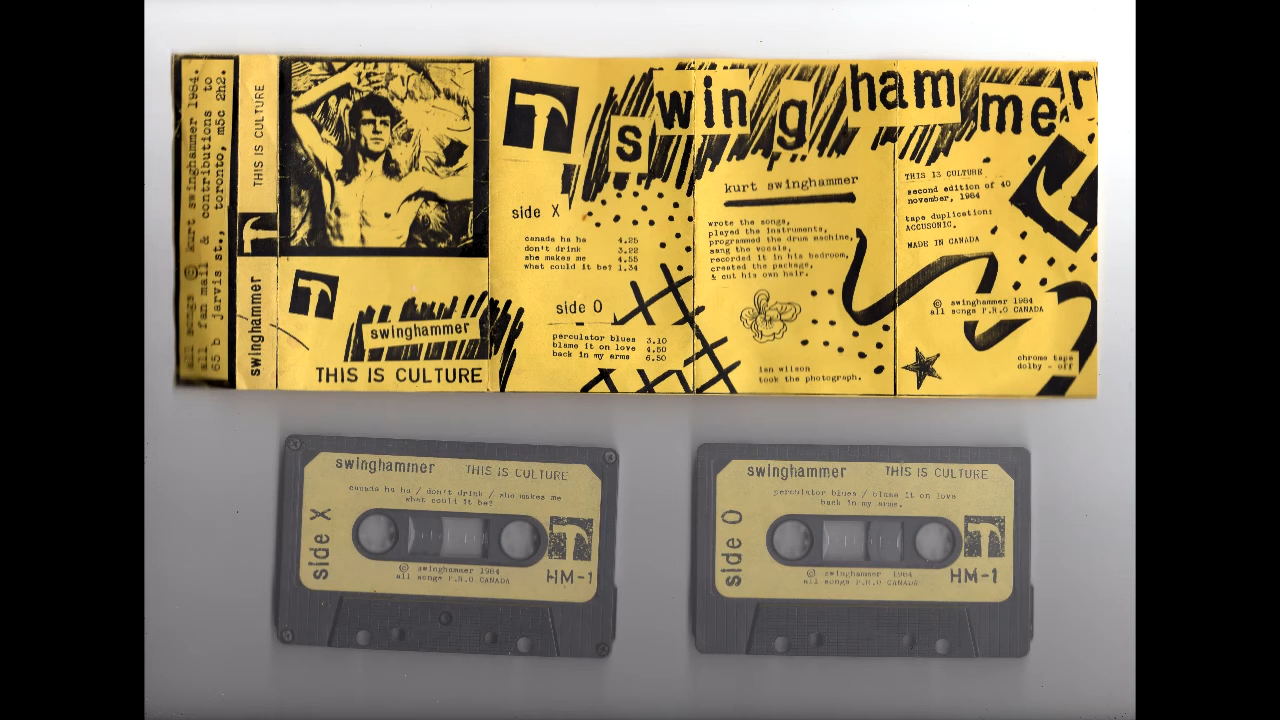 all songs © kurt swinghammer 1984.
all fan mail & contributions to
65 b jarvis st., toronto, m5c 2h2.
THIS IS CULTURE
swinghammer
swinghammer
THIS IS CULTURE
swinghammer
side X
canada ha ha 4.25
don't drink 3.22
she makes me 4.55
what could it be? 1.34
side O
perculator blues 3.10
blame it on love 4.50
back in my arms 6.50
kurt swinghammer
wrote the songs,
played the instruments,
programmed the drum machine,
sang the vocals,
recorded it in his bedroom,
created the package,
& cut his own hair.
ian wilson
took the photograph.
THIS IS CULTURE
second edition of 40
november, 1984
tape duplication:
ACCUSONIC.
MADE IN CANADA
© swinghammer 1984
all songs P.R.O CANADA
chrome tape
dolby - off
swinghammer THIS IS CULTURE
canada ha ha / don't drink / she makes me
what could it be?
side X
HM-1
© swinghammer 1984
all songs P.R.O CANADA
swinghammer THIS IS CULTURE
perculator blues / blame it on love
back in my arms.
side O
HM-1
© swinghammer 1984
all songs P.R.O CANADA